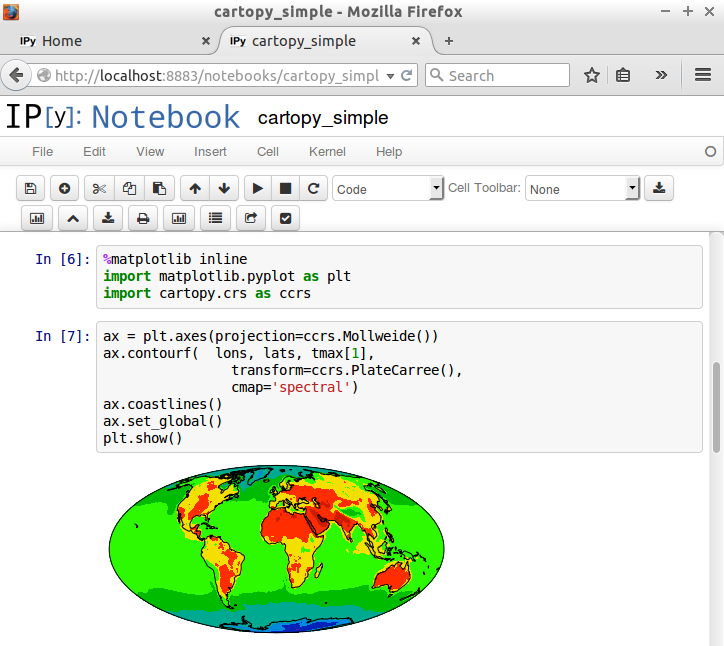 cartopy_simple - Mozilla Firefox
IPy Home × IPy cartopy_simple × +
http://localhost:8883/notebooks/cartopy_simpl Search
IP[y]: Notebook cartopy_simple
File Edit View Insert Cell Kernel Help
Code Cell Toolbar: None
In [6]: %matplotlib inline
import matplotlib.pyplot as plt
import cartopy.crs as ccrs
In [7]: ax = plt.axes(projection=ccrs.Mollweide())
ax.contourf(  lons, lats, tmax[1],
transform=ccrs.PlateCarree(),
cmap='spectral')
ax.coastlines()
ax.set_global()
plt.show()